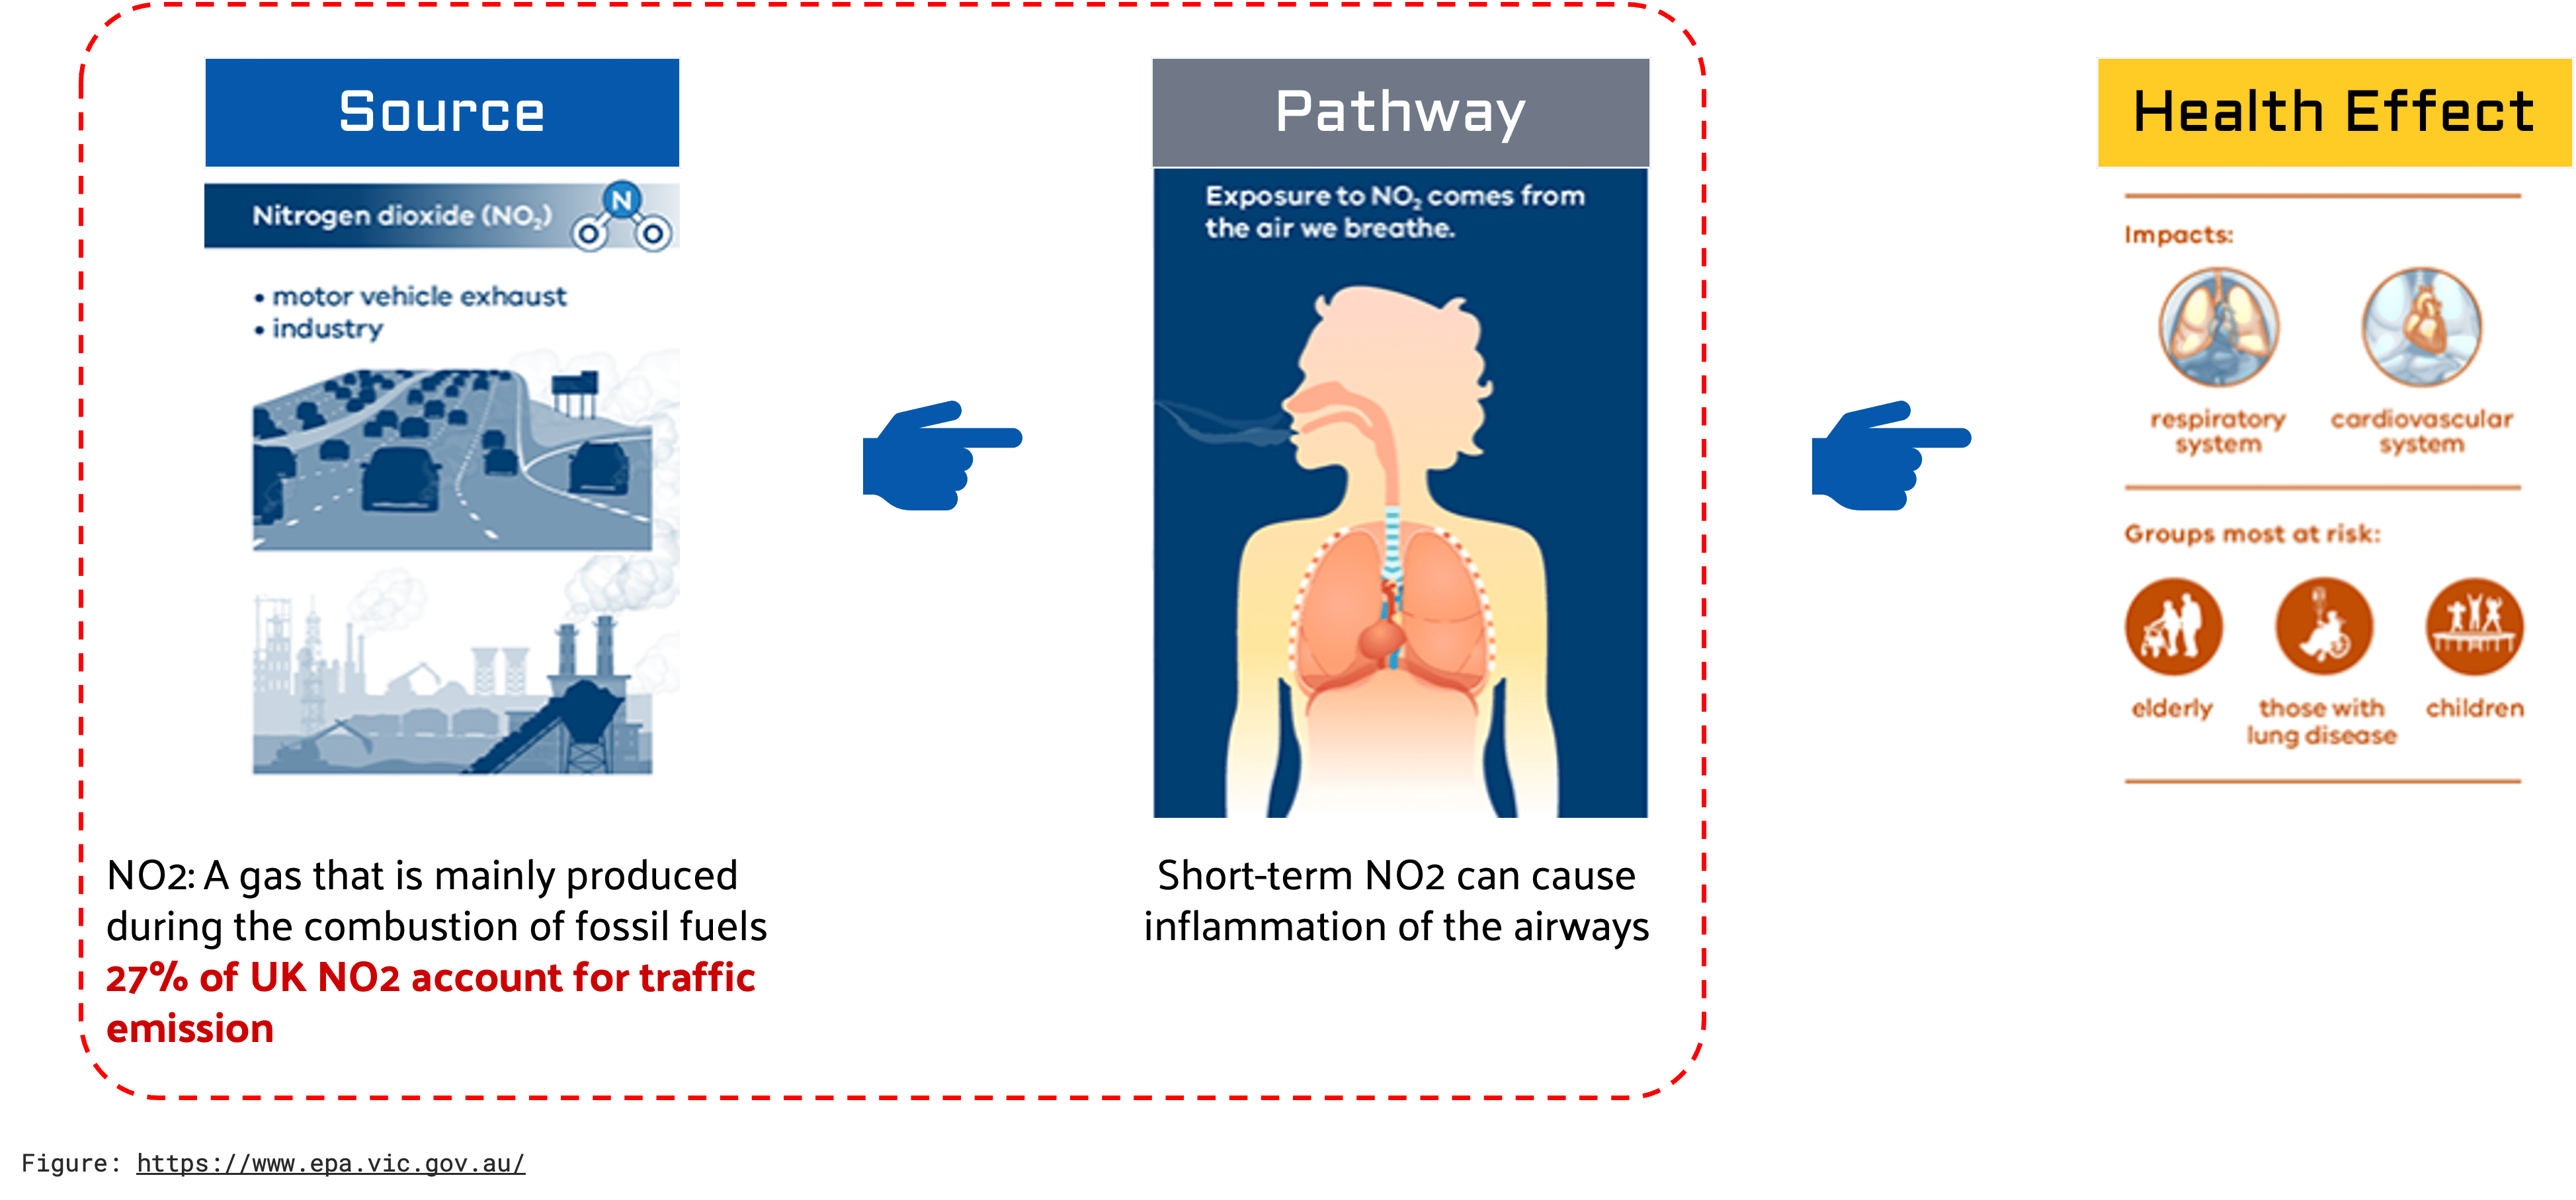 Source
Nitrogen dioxide (NO₂)
N
O O
• motor vehicle exhaust
• industry
NO2: A gas that is mainly produced
during the combustion of fossil fuels
27% of UK NO2 account for traffic
emission
Pathway
Exposure to NO₂ comes from
the air we breathe.
Short-term NO2 can cause
inflammation of the airways
Health Effect
Impacts:
respiratory
system
cardiovascular
system
Groups most at risk:
elderly
those with
lung disease
children
Figure: https://www.epa.vic.gov.au/